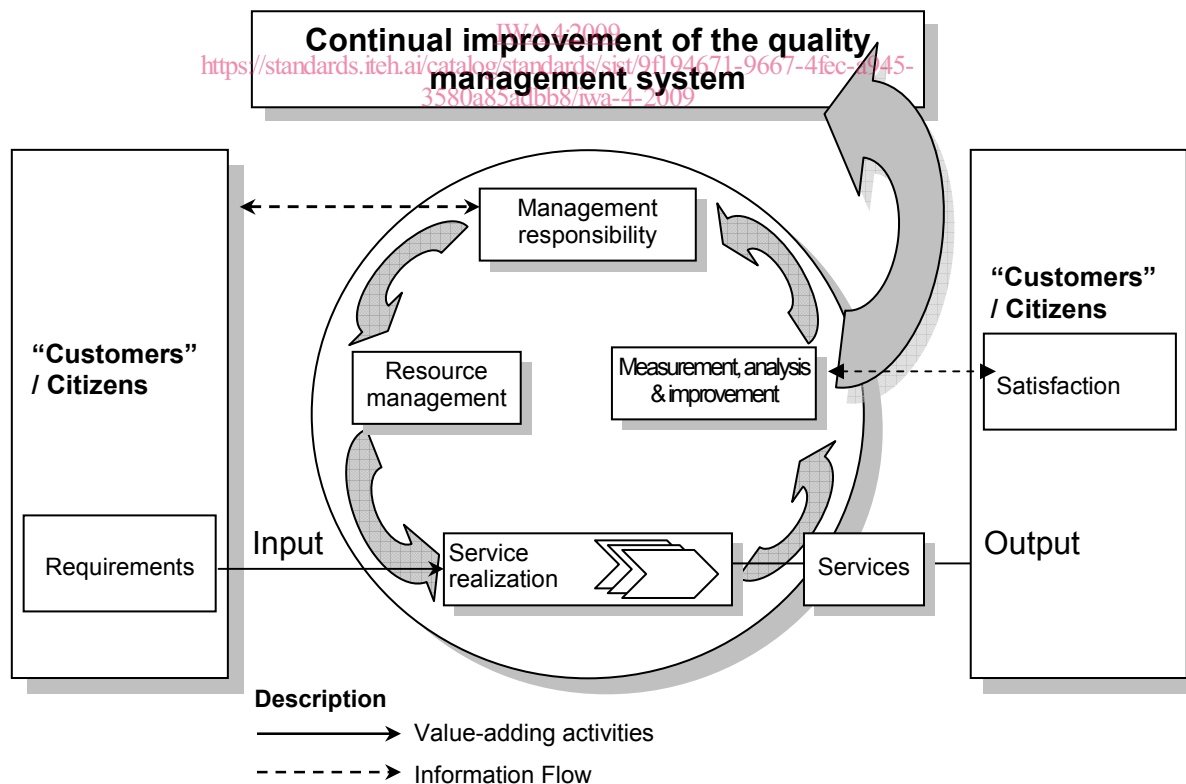 IWA 4:2009
Continual improvement of the quality
https://standards.iteh.ai/catalog/standards/sist/9f194671-9667-4fec-a945-
management system
3580a85adbb8/iwa-4-2009
Management
responsibility
“Customers”
/ Citizens
“Customers”
/ Citizens
Resource
management
Measurement, analysis
& improvement
Satisfaction
Requirements
Input
Service
realization
Services
Output
Description
Value-adding activities
Information Flow